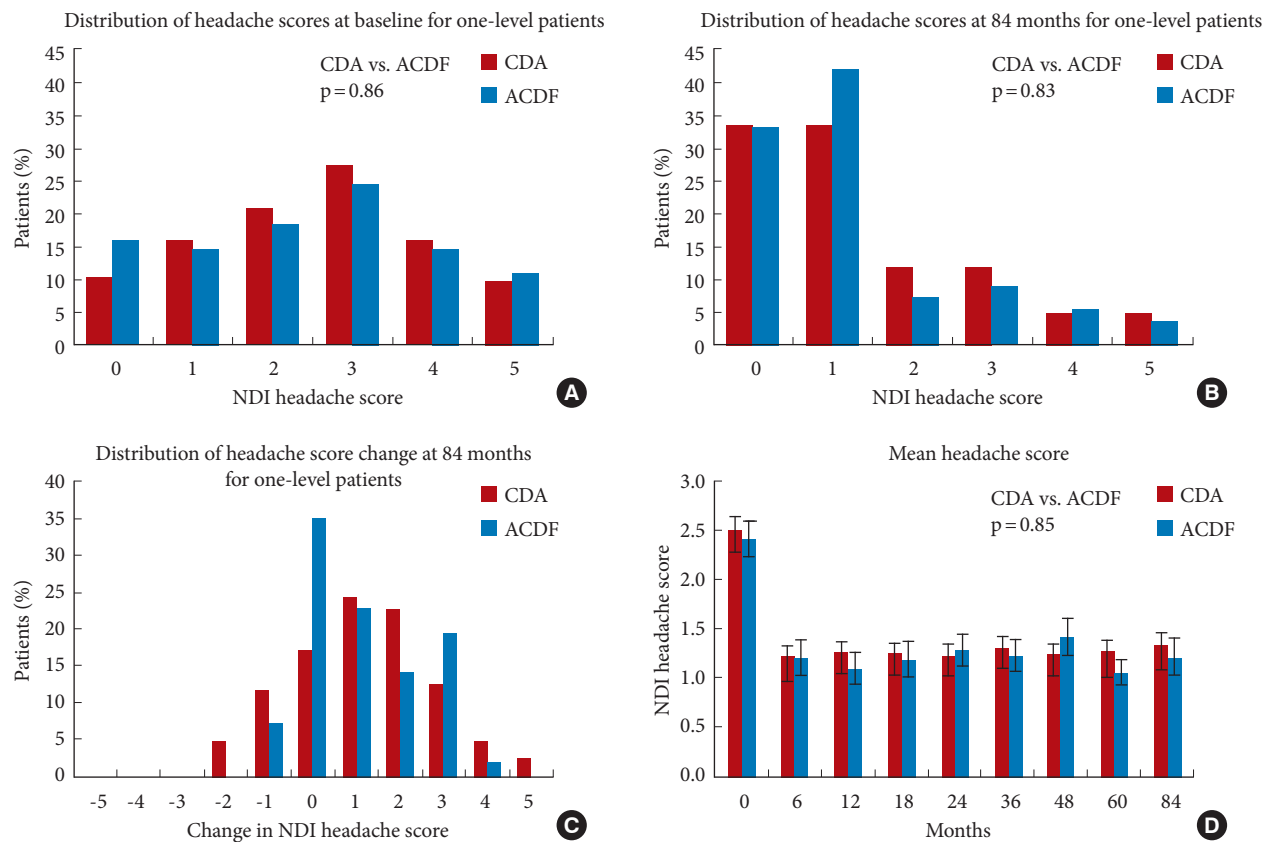 Distribution of headache scores at baseline for one-level patients
45
40
35
30
25
20
15
10
5
0
Patients (%)
CDA vs. ACDF
p=0.86
CDA
ACDF
0 1 2 3 4 5
NDI headache score
A
Distribution of headache scores at 84 months for one-level patients
45
40
35
30
25
20
15
10
5
0
Patients (%)
CDA vs. ACDF
p=0.83
CDA
ACDF
0 1 2 3 4 5
NDI headache score
B
Distribution of headache score change at 84 months
for one-level patients
40
35
30
25
20
15
10
5
0
Patients (%)
CDA
ACDF
-5 -4 -3 -2 -1 0 1 2 3 4 5
Change in NDI headache score
C
Mean headache score
3.0
2.5
2.0
1.5
1.0
0.5
0.0
NDI headache score
CDA vs. ACDF
p=0.85
CDA
ACDF
0 6 12 18 24 36 48 60 84
Months
D